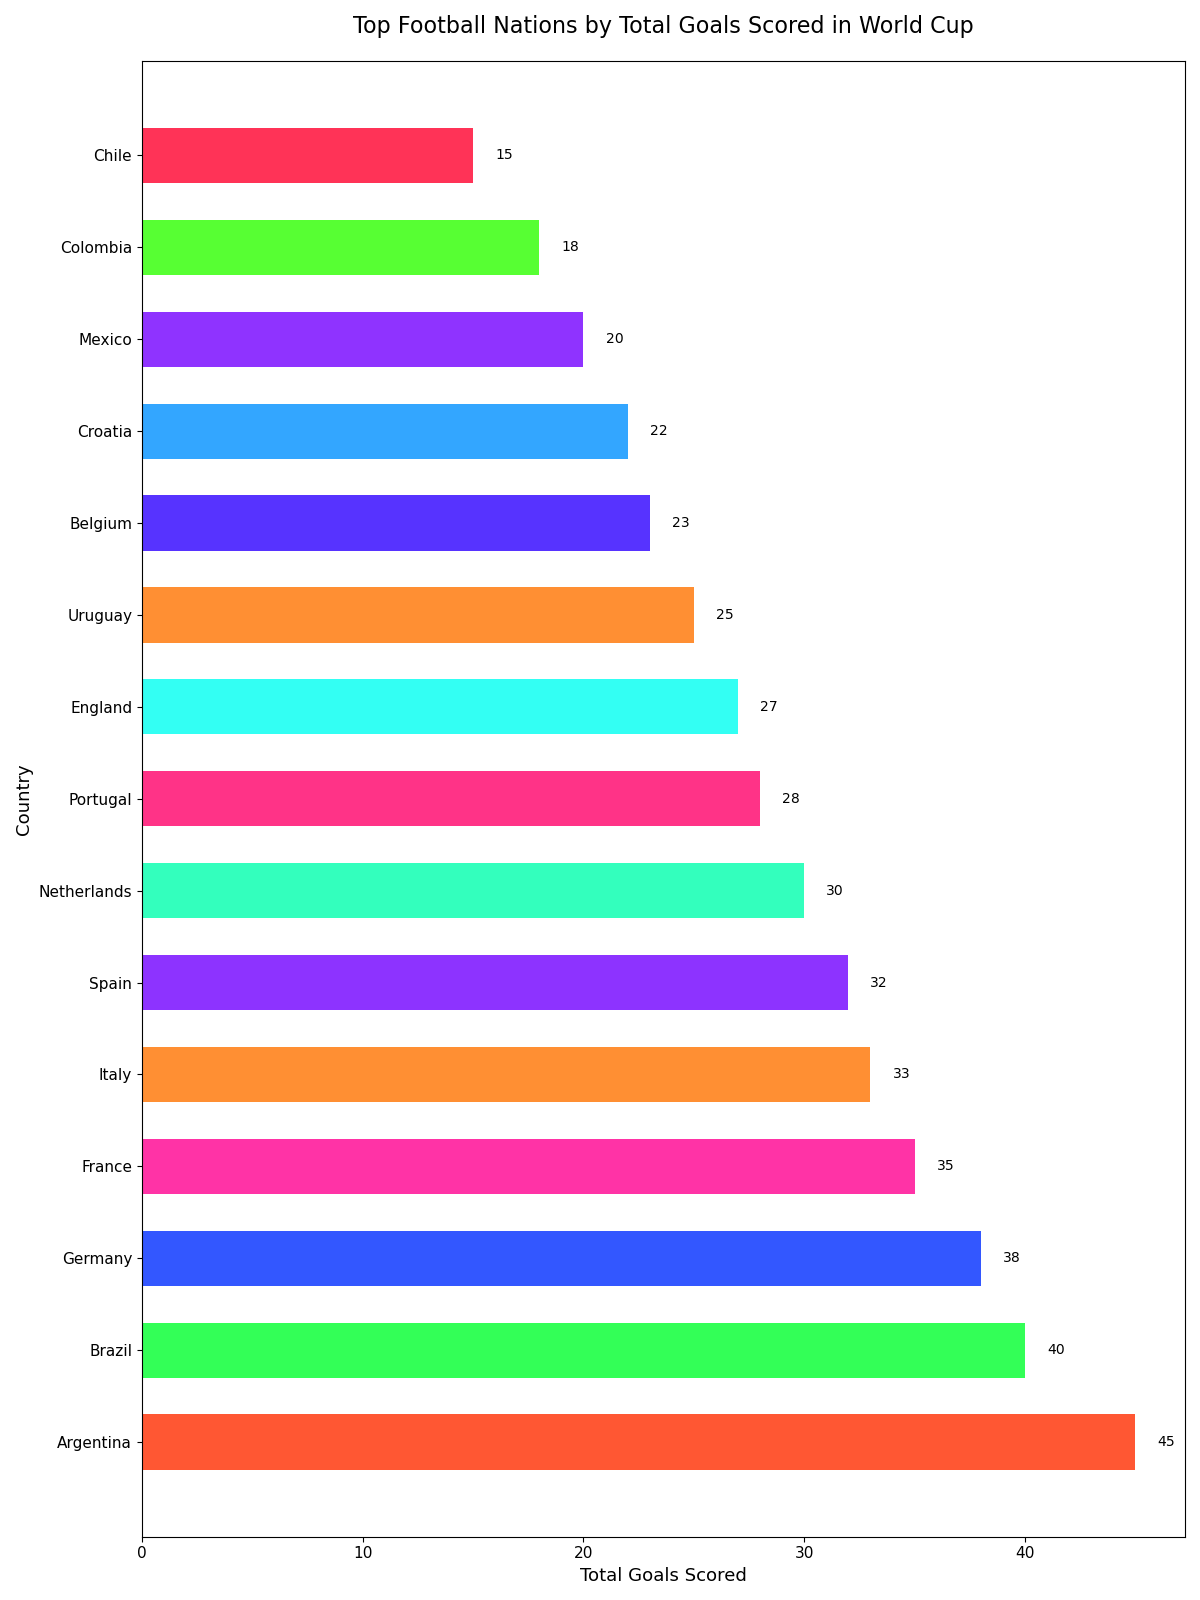 Top Football Nations by Total Goals Scored in World Cup
Chile 15
Colombia 18
Mexico 20
Croatia 22
Belgium 23
Uruguay 25
England 27
Portugal 28
Netherlands 30
Spain 32
Italy 33
France 35
Germany 38
Brazil 40
Argentina 45
Country
0 10 20 30 40
Total Goals Scored